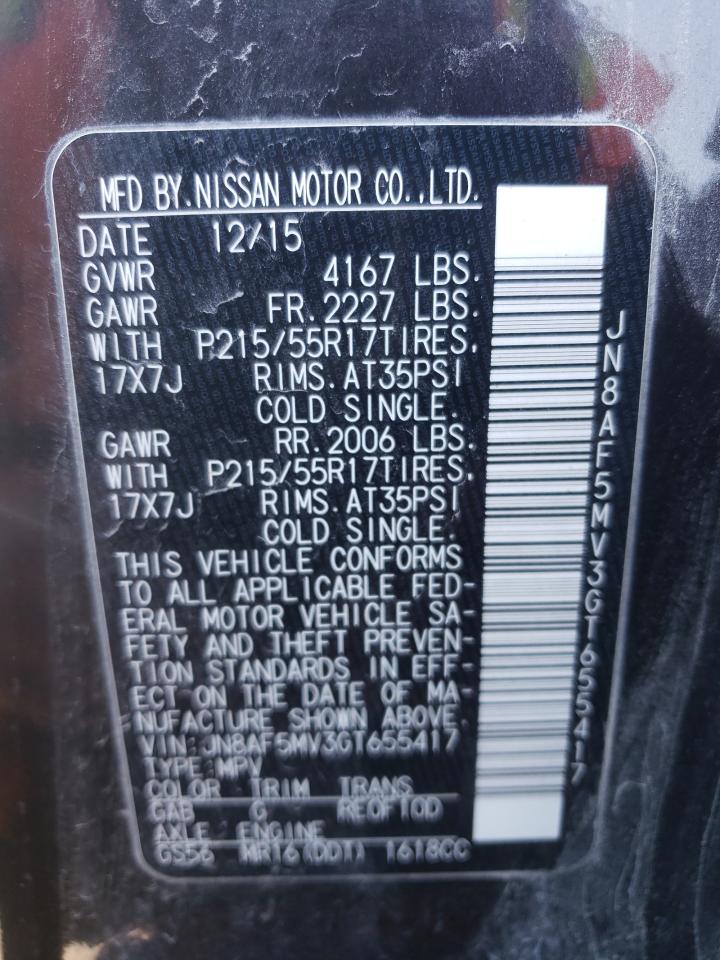 MFD BY.NISSAN MOTOR CO.,LTD.
DATE 12/15
GVWR 4167 LBS.
GAWR FR.2227 LBS.
WITH P215/55R17TIRES.
17X7J RIMS.AT35PSI
COLD SINGLE.
GAWR RR.2006 LBS.
WITH P215/55R17TIRES.
17X7J RIMS.AT35PSI
COLD SINGLE.
THIS VEHICLE CONFORMS
TO ALL APPLICABLE FED-
ERAL MOTOR VEHICLE SA-
FETY AND THEFT PREVEN-
TION STANDARDS IN EFF-
ECT ON THE DATE OF MA-
NUFACTURE SHOWN ABOVE.
VIN:JN8AF5MV3GT655417
TYPE:MPV
COLOR TRIM TRANS
GAB G RE0F10D
AXLE ENGINE
GS56 MR16(DDT) 1618CC
JN8AF5MV3GT655417